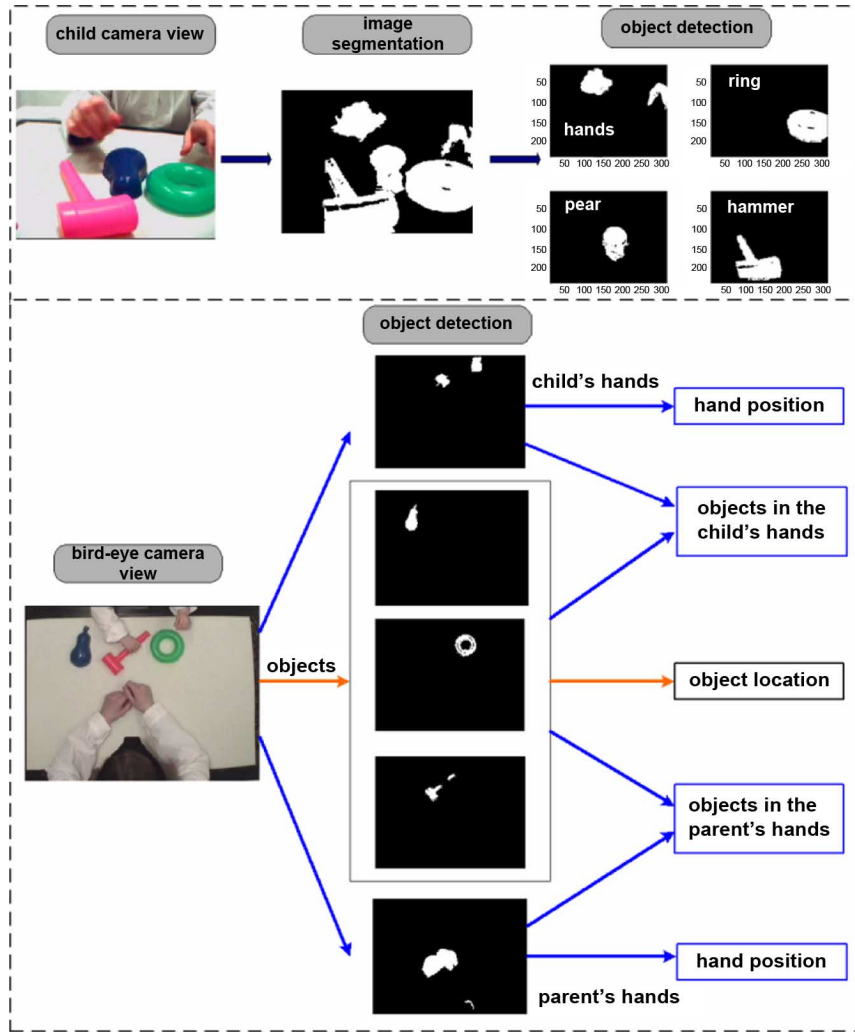 child camera view
image
segmentation
object detection
50
100
150
200
hands
50 100 150 200 250 300
50
100
150
200
ring
50 100 150 200 250 300
50
100
150
200
pear
50 100 150 200 250 300
50
100
150
200
hammer
50 100 150 200 250 300
object detection
child's hands
hand position
objects in the
child's hands
bird-eye camera
view
objects
object location
objects in the
parent's hands
hand position
parent's hands